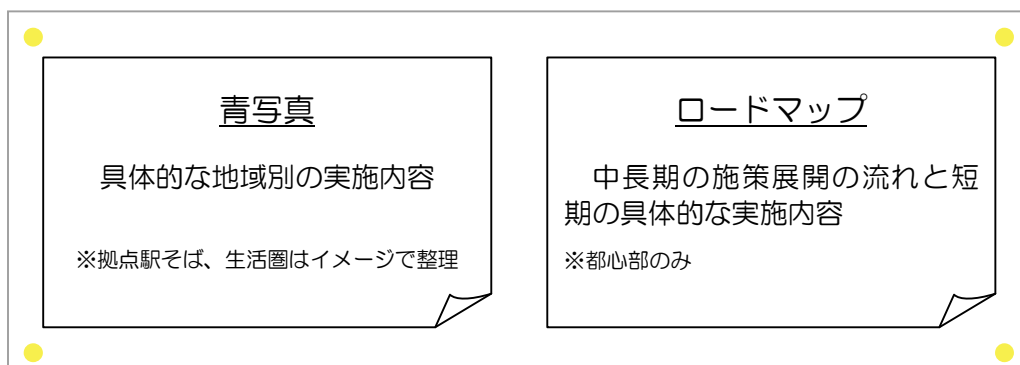 青写真
具体的な地域別の実施内容
※拠点駅そば、生活圏はイメージで整理
ロードマップ
中長期の施策展開の流れと短
期の具体的な実施内容
※都心部のみ